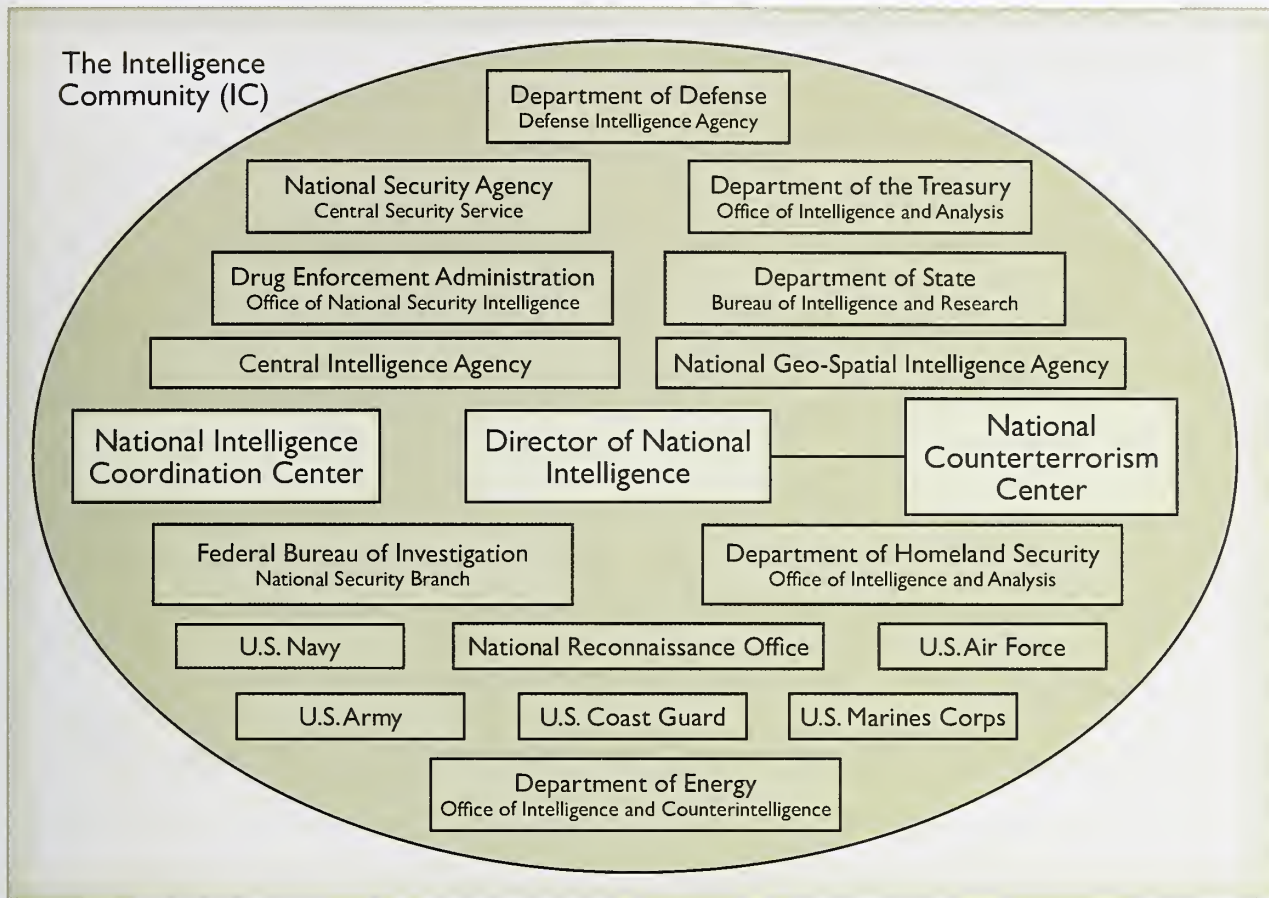 The Intelligence
Community (IC)
Department of Defense
Defense Intelligence Agency
National Security Agency
Central Security Service
Department of the Treasury
Office of Intelligence and Analysis
Drug Enforcement Administration
Office of National Security Intelligence
Department of State
Bureau of Intelligence and Research
Central Intelligence Agency
National Geo-Spatial Intelligence Agency
National Intelligence
Coordination Center
Director of National
Intelligence
National
Counterterrorism
Center
Federal Bureau of Investigation
National Security Branch
Department of Homeland Security
Office of Intelligence and Analysis
U.S. Navy
National Reconnaissance Office
U.S. Air Force
U.S. Army
U.S. Coast Guard
U.S. Marines Corps
Department of Energy
Office of Intelligence and Counterintelligence